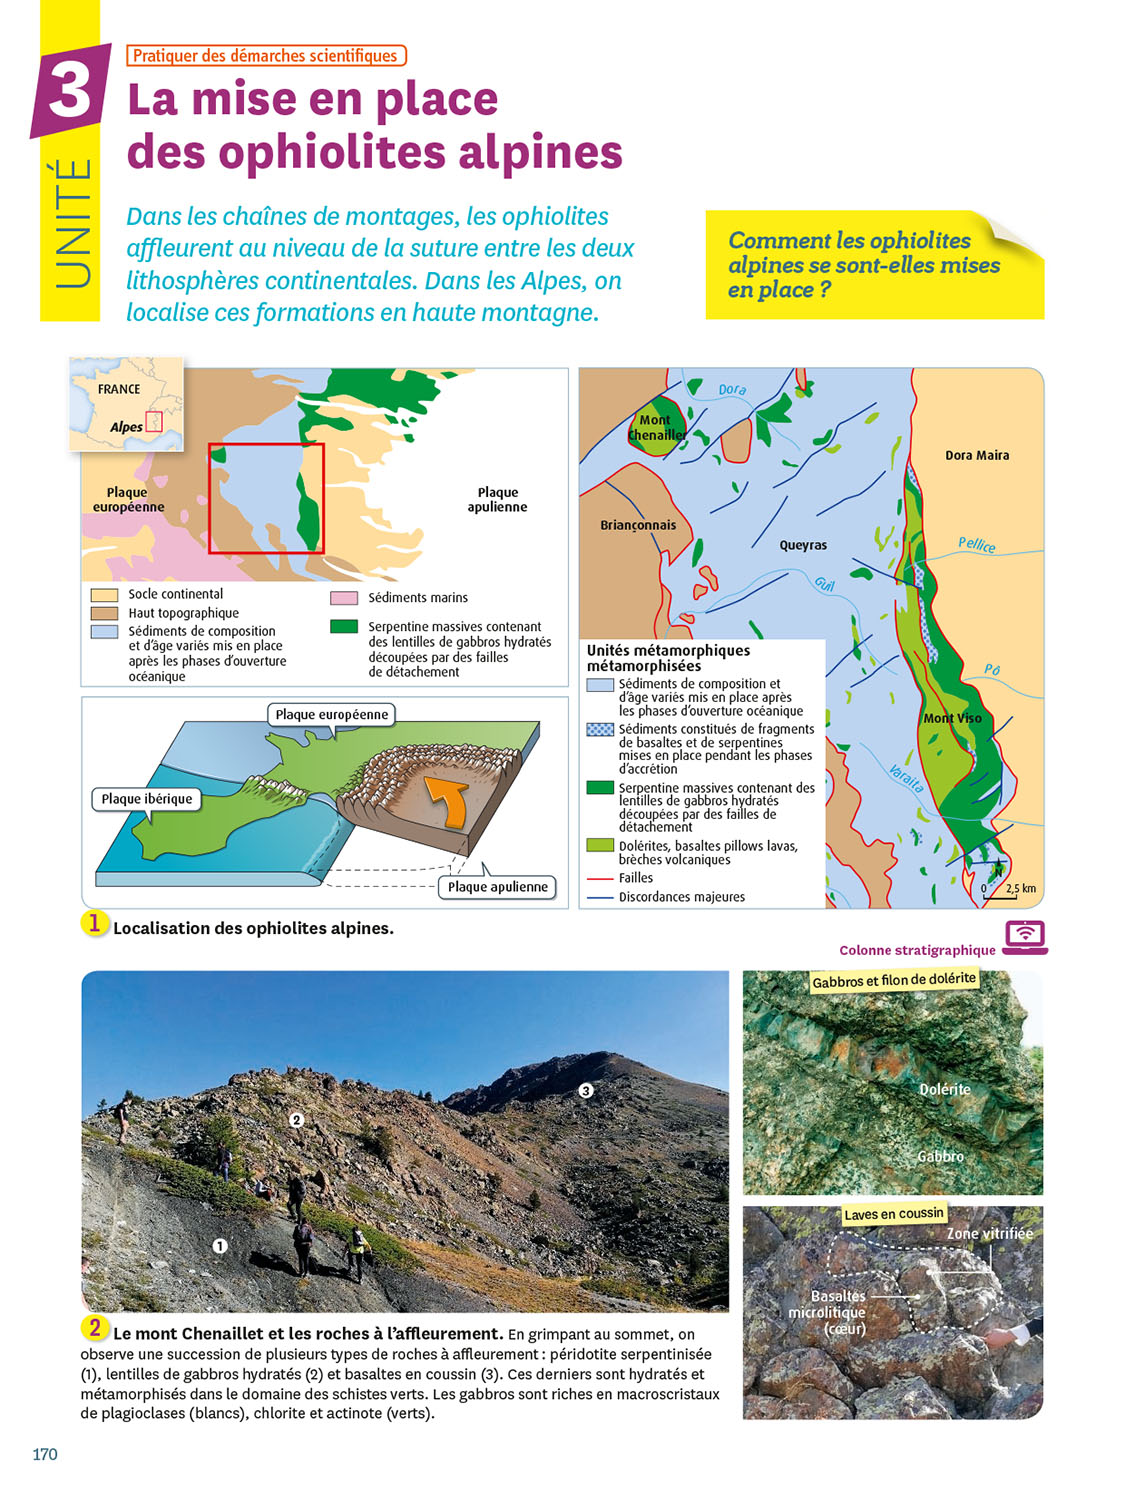 UNITÉ
3
Pratiquer des démarches scientifiques
La mise en place
des ophiolites alpines
Dans les chaînes de montages, les ophiolites
affleurent au niveau de la suture entre les deux
lithosphères continentales. Dans les Alpes, on
localise ces formations en haute montagne.
Comment les ophiolites
alpines se sont-elles mises
en place ?
FRANCE
Alpes
Plaque
européenne
Plaque
apulienne
Socle continental
Haut topographique
Sédiments de composition
et d'âge variés mis en place
après les phases d'ouverture
océanique
Sédiments marins
Serpentine massives contenant
des lentilles de gabbros hydratés
découpées par des failles
de détachement
Plaque européenne
Plaque ibérique
Plaque apulienne
Dora
Mont
Chenailler
Dora Maira
Briançonnais
Queyras
Pellice
Guil
Pô
Mont Viso
Varaita
N
0 2,5 km
Unités métamorphiques
métamorphisées
Sédiments de composition et
d'âge variés mis en place après
les phases d'ouverture océanique
Sédiments constitués de fragments
de basaltes et de serpentines
mises en place pendant les phases
d'accrétion
Serpentine massives contenant des
lentilles de gabbros hydratés
découpées par des failles de
détachement
Dolérites, basaltes pillows lavas,
brèches volcaniques
Failles
Discordances majeures
1 Localisation des ophiolites alpines.
Colonne stratigraphique
1
2
3
Gabbros et filon de dolérite
Dolérite
Gabbro
Laves en coussin
Zone vitrifiée
Basaltes
microlitique
(cœur)
2 Le mont Chenaillet et les roches à l'affleurement. En grimpant au sommet, on
observe une succession de plusieurs types de roches à affleurement : péridotite serpentinisée
(1), lentilles de gabbros hydratés (2) et basaltes en coussin (3). Ces derniers sont hydratés et
métamorphisés dans le domaine des schistes verts. Les gabbros sont riches en macroscristaux
de plagioclases (blancs), chlorite et actinote (verts).
170